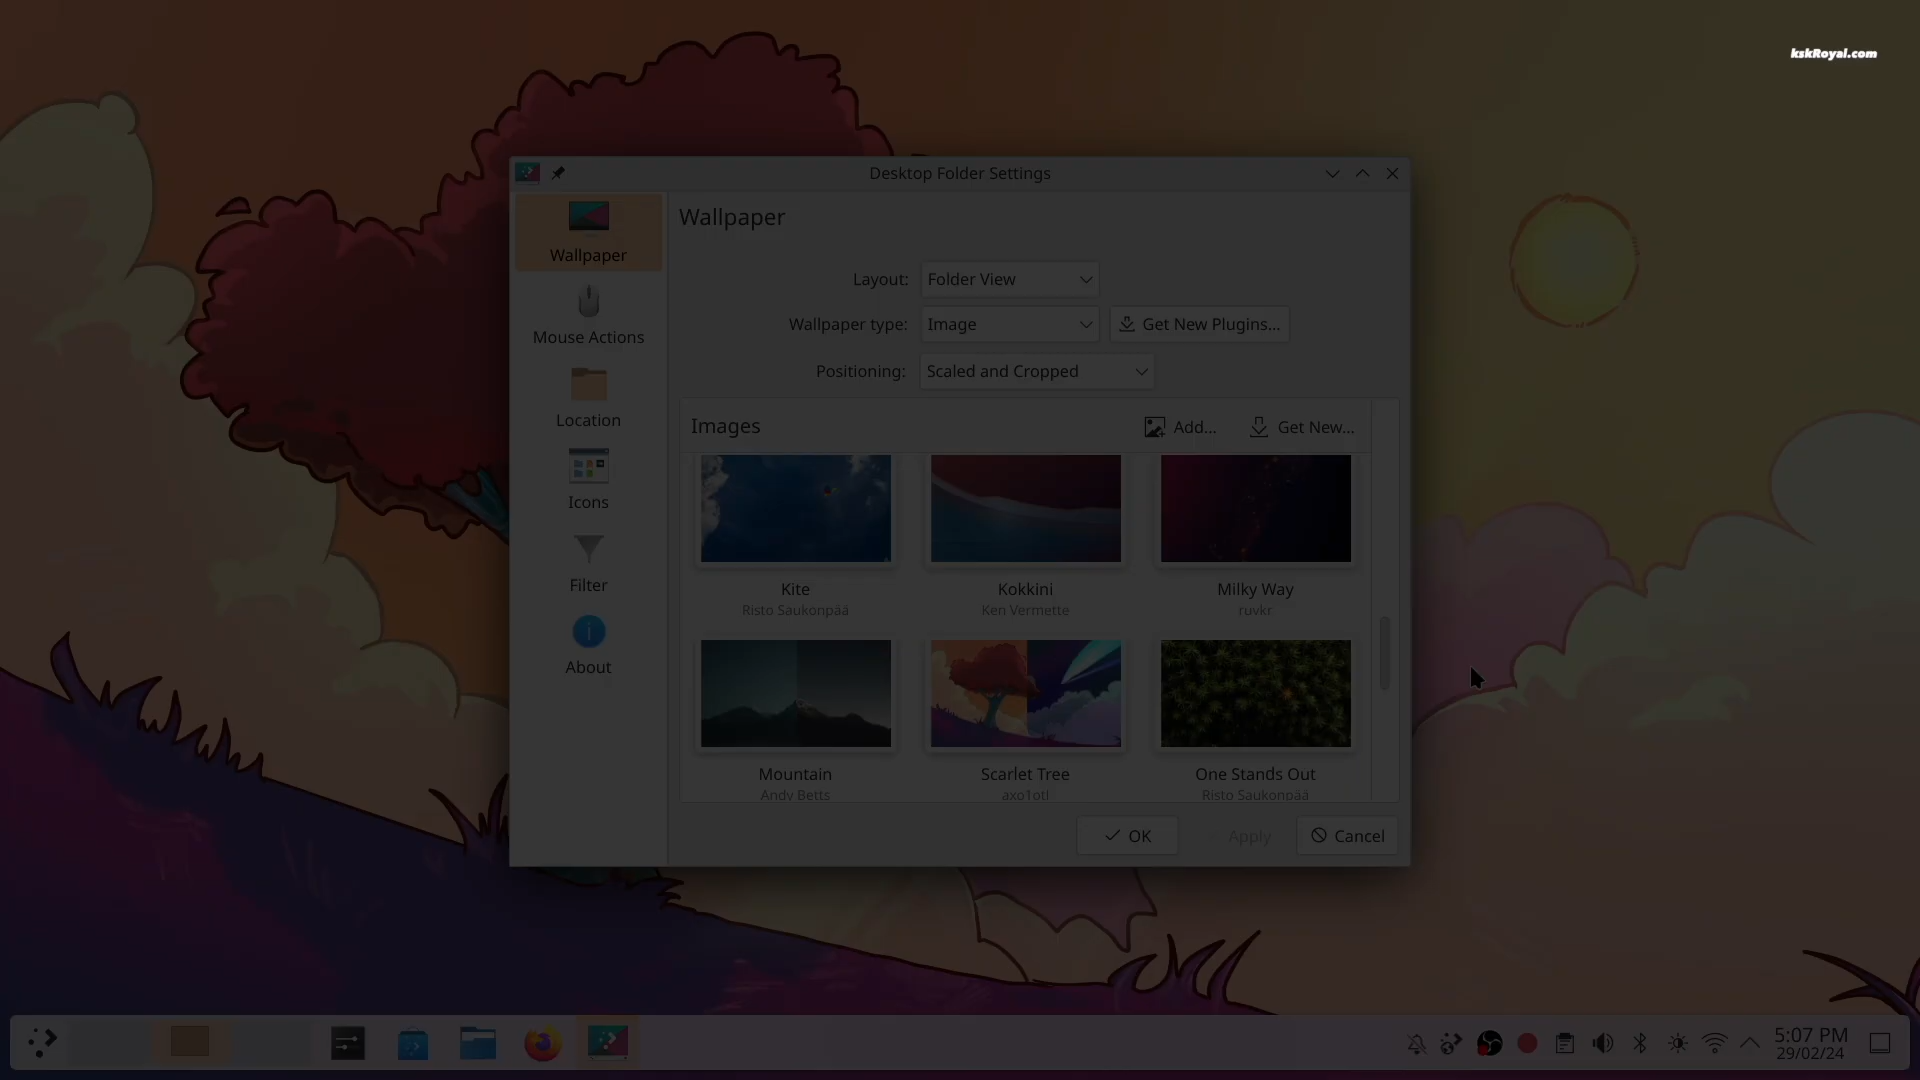 kskRoyal.com
Desktop Folder Settings
Wallpaper
Mouse Actions
Location
Icons
Filter
About
Wallpaper
Layout: Folder View
Wallpaper type: Image Get New Plugins...
Positioning: Scaled and Cropped
Images Add... Get New...
Kite Kokkini Milky Way
Risto Saukonpää Ken Vermette ruvkr
Mountain Scarlet Tree One Stands Out
Andy Betts axo1otl Risto Saukonpää
OK Apply Cancel
5:07 PM
29/02/24